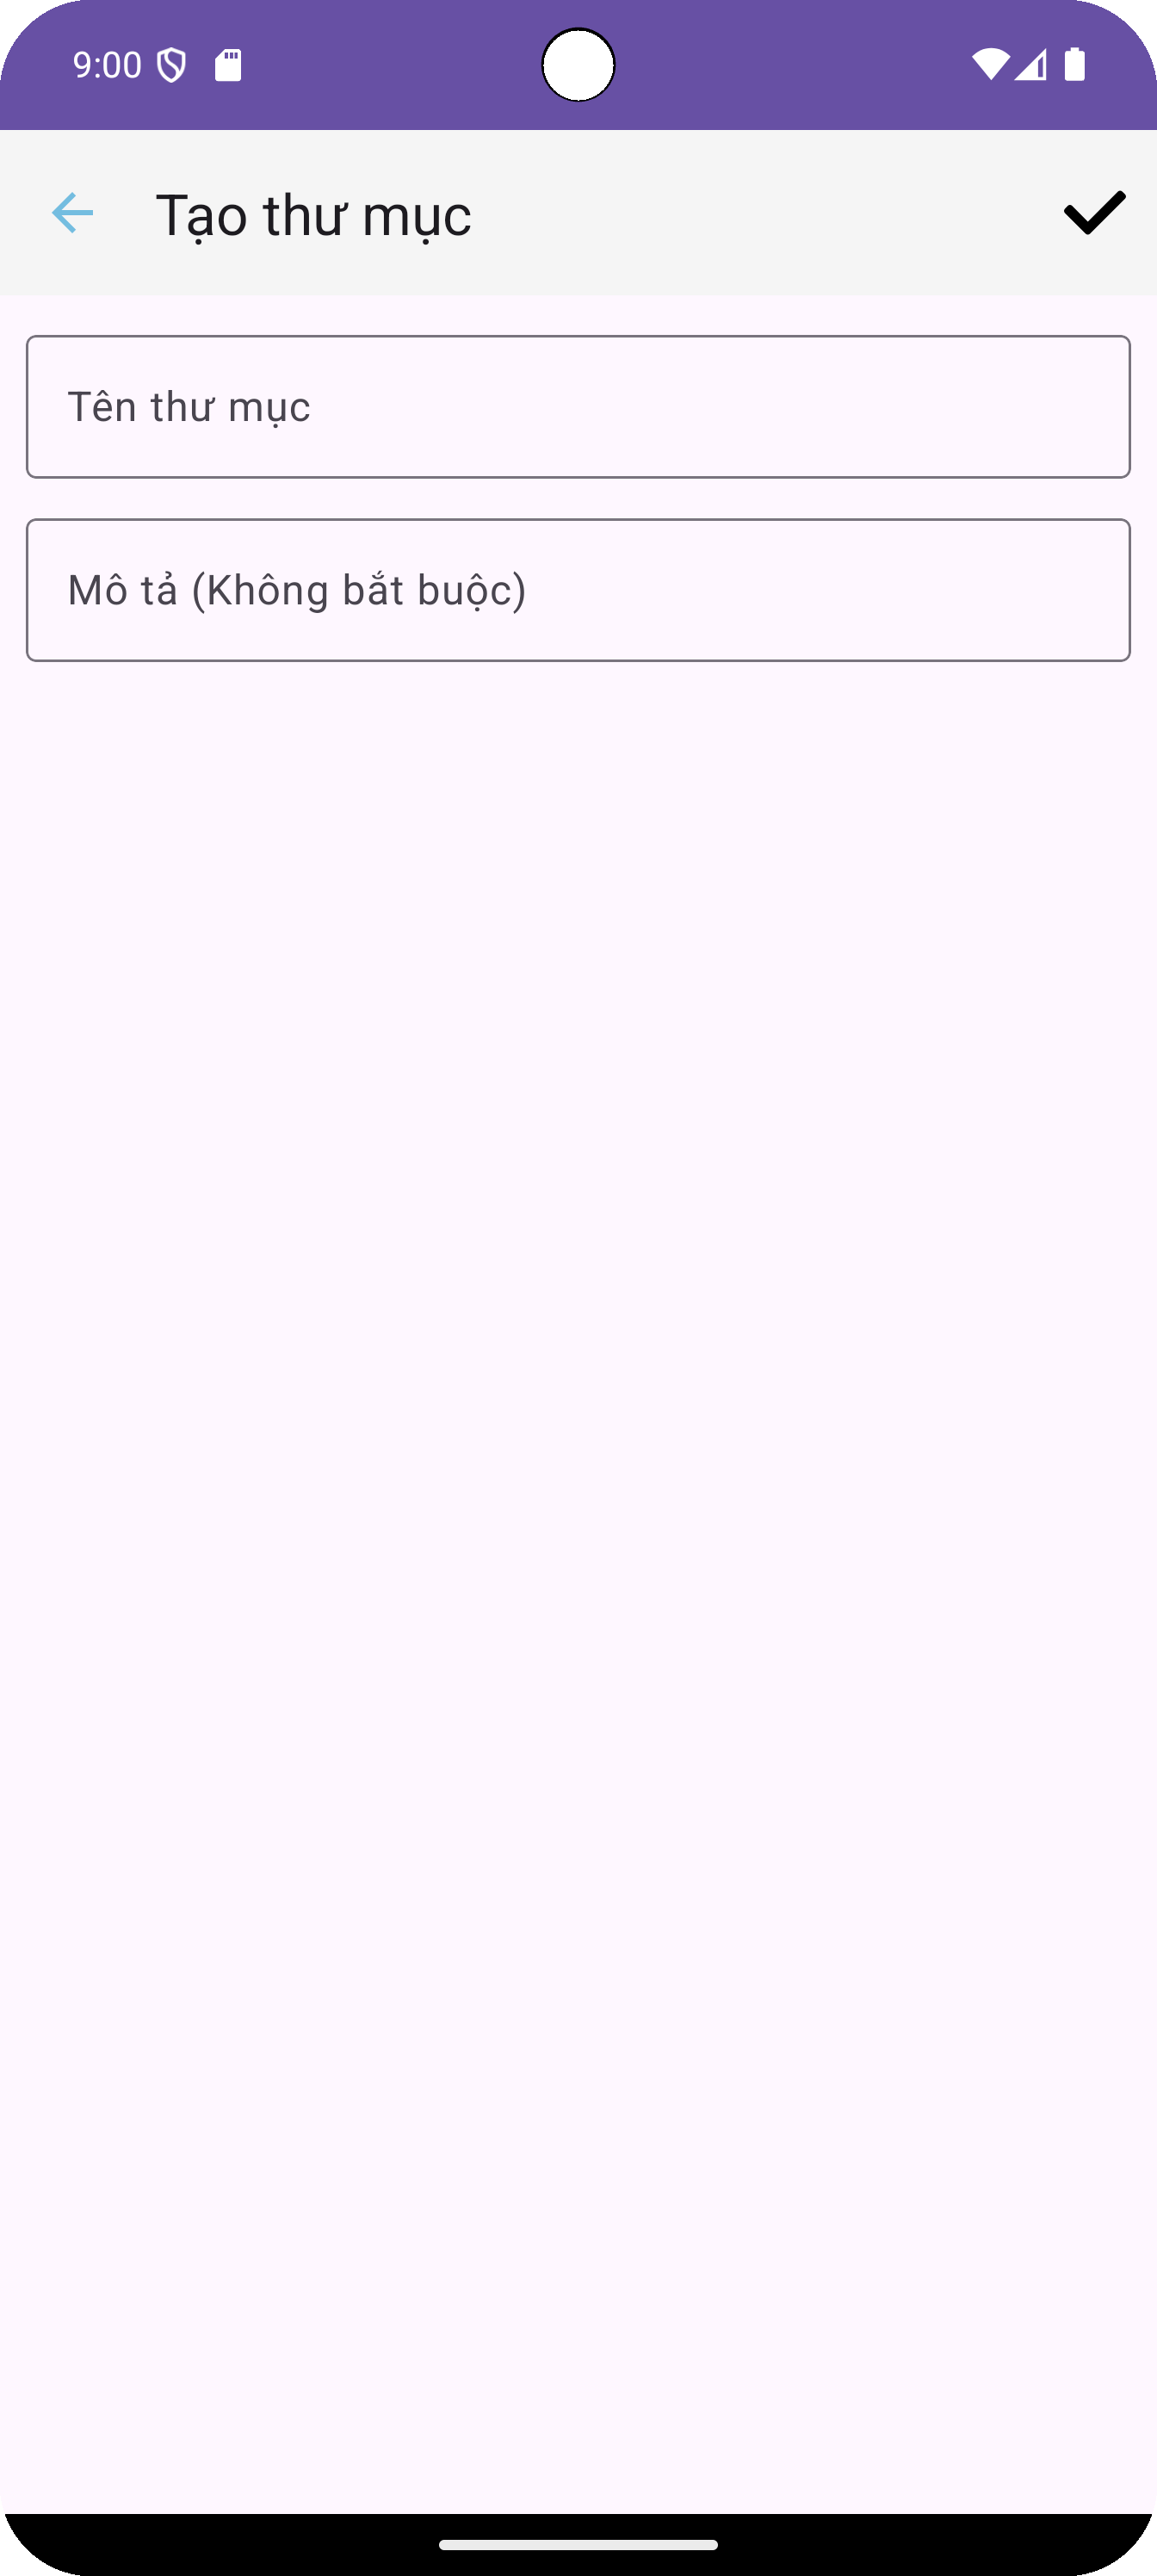 9:00
Tạo thư mục
Tên thư mục
Mô tả (Không bắt buộc)